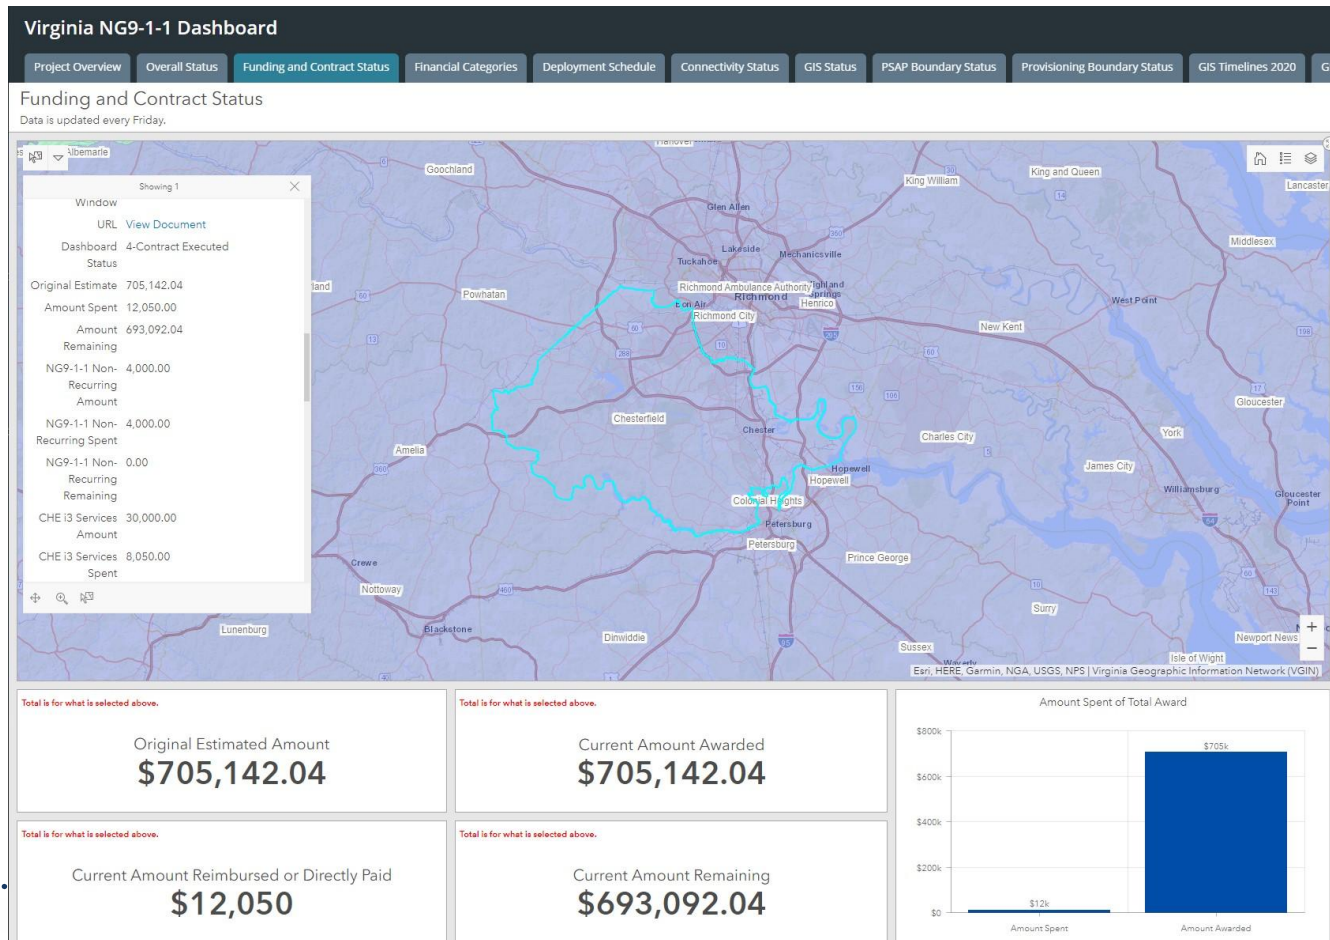 Virginia NG9-1-1 Dashboard
Project Overview
Overall Status
Funding and Contract Status
Financial Categories
Deployment Schedule
Connectivity Status
GIS Status
PSAP Boundary Status
Provisioning Boundary Status
GIS Timelines 2020
Funding and Contract Status
Data is updated every Friday.
Showing 1
Window
URL View Document
Dashboard 4-Contract Executed
Status
Original Estimate 705,142.04
Amount Spent 12,050.00
Amount 693,092.04
Remaining
NG9-1-1 Non- 4,000.00
Recurring
Amount
NG9-1-1 Non- 4,000.00
Recurring Spent
NG9-1-1 Non- 0.00
Recurring
Remaining
CHE i3 Services 30,000.00
Amount
CHE i3 Services 8,050.00
Spent
Albemarle
Goochland
Hanover
Glen Allen
King William
King and Queen
Lancaster
Lakeside
Mechanicsville
Tuckahoe
Middlesex
Powhatan
Richmond Ambulance Authority
Highland
Springs
Bon Air
Richmond
Henrico
Richmond City
West Point
New Kent
Chesterfield
Chester
Gloucester
Amelia
Charles City
York
James City
Hopewell
Hopewell
Colonial Heights
Williamsburg
Gloucester
Point
Petersburg
Petersburg
Prince George
Crewe
Nottoway
Surry
Lunenburg
Blackstone
Dinwiddie
Sussex
Newport News
Isle of Wight
Waverly
Esri, HERE, Garmin, NGA, USGS, NPS | Virginia Geographic Information Network (VGIN)
Total is for what is selected above.
Original Estimated Amount
$705,142.04
Total is for what is selected above.
Current Amount Awarded
$705,142.04
Total is for what is selected above.
Current Amount Reimbursed or Directly Paid
$12,050
Total is for what is selected above.
Current Amount Remaining
$693,092.04
Amount Spent of Total Award
$800k
$600k
$400k
$200k
$0
$12k
$705k
Amount Spent
Amount Awarded